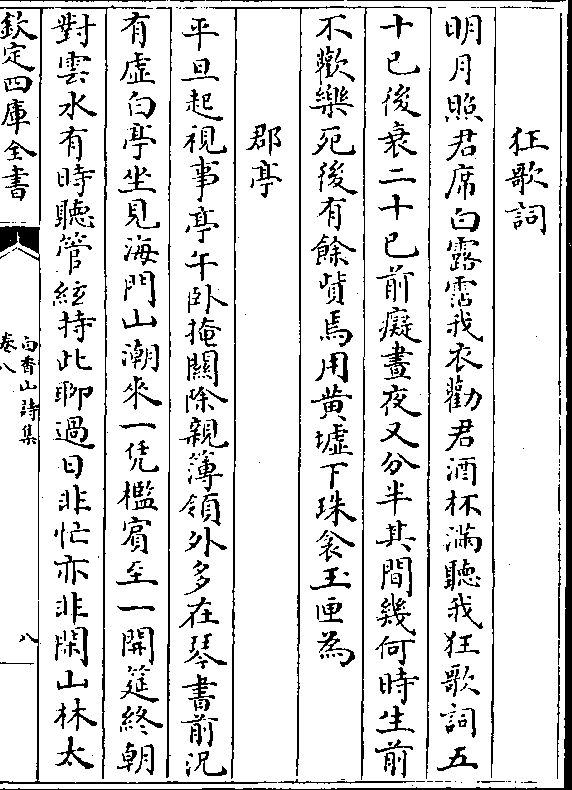 狂歌詞
明月照君席白露霑我衣勸君酒杯滿聽我狂歌詞五
十已後衰二十已前癡晝夜又分半其間幾何時生前
不歡樂死後有餘貲焉用黄墟下珠衾玉匣為
郡亭
平旦起視事亭午卧掩關除親簿領外多在琴書前況
有虚白亭坐見海門山潮來一凭檻賓至一開筵終朝
對雲水有時聽管絃持此聊過日非忙亦非閑山林太
欽定四庫全書
白香山詩集
卷八
八